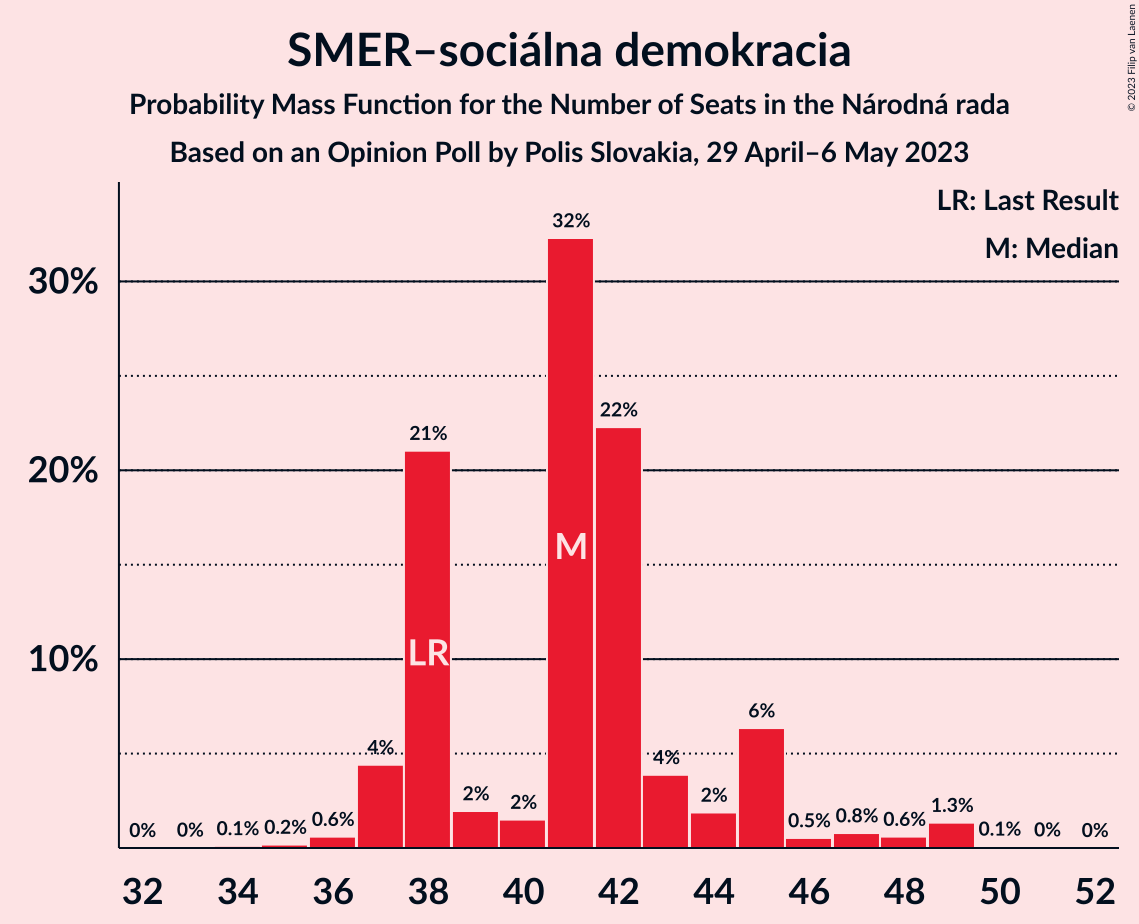 SMER–sociálna demokracia
Probability Mass Function for the Number of Seats in the Národná rada
Based on an Opinion Poll by Polis Slovakia, 29 April–6 May 2023
© 2023 Filip van Laenen
LR: Last Result
M: Median
30%
20%
10%
0%
0%
0.1%
0.2%
0.6%
4%
21%
2%
2%
32%
22%
4%
2%
6%
0.5%
0.8%
0.6%
1.3%
0.1%
0%
0%
LR
M
32 34 36 38 40 42 44 46 48 50 52